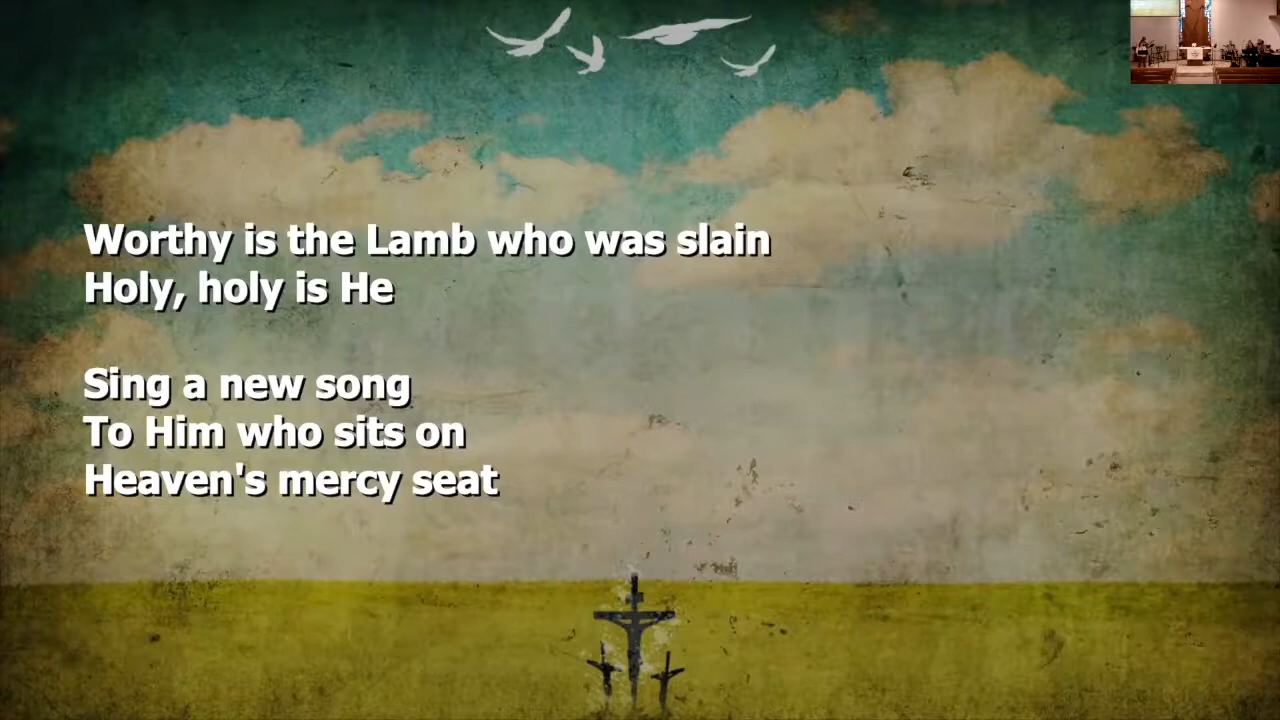 Worthy is the Lamb who was slain
Holy, holy is He
Sing a new song
To Him who sits on
Heaven's mercy seat